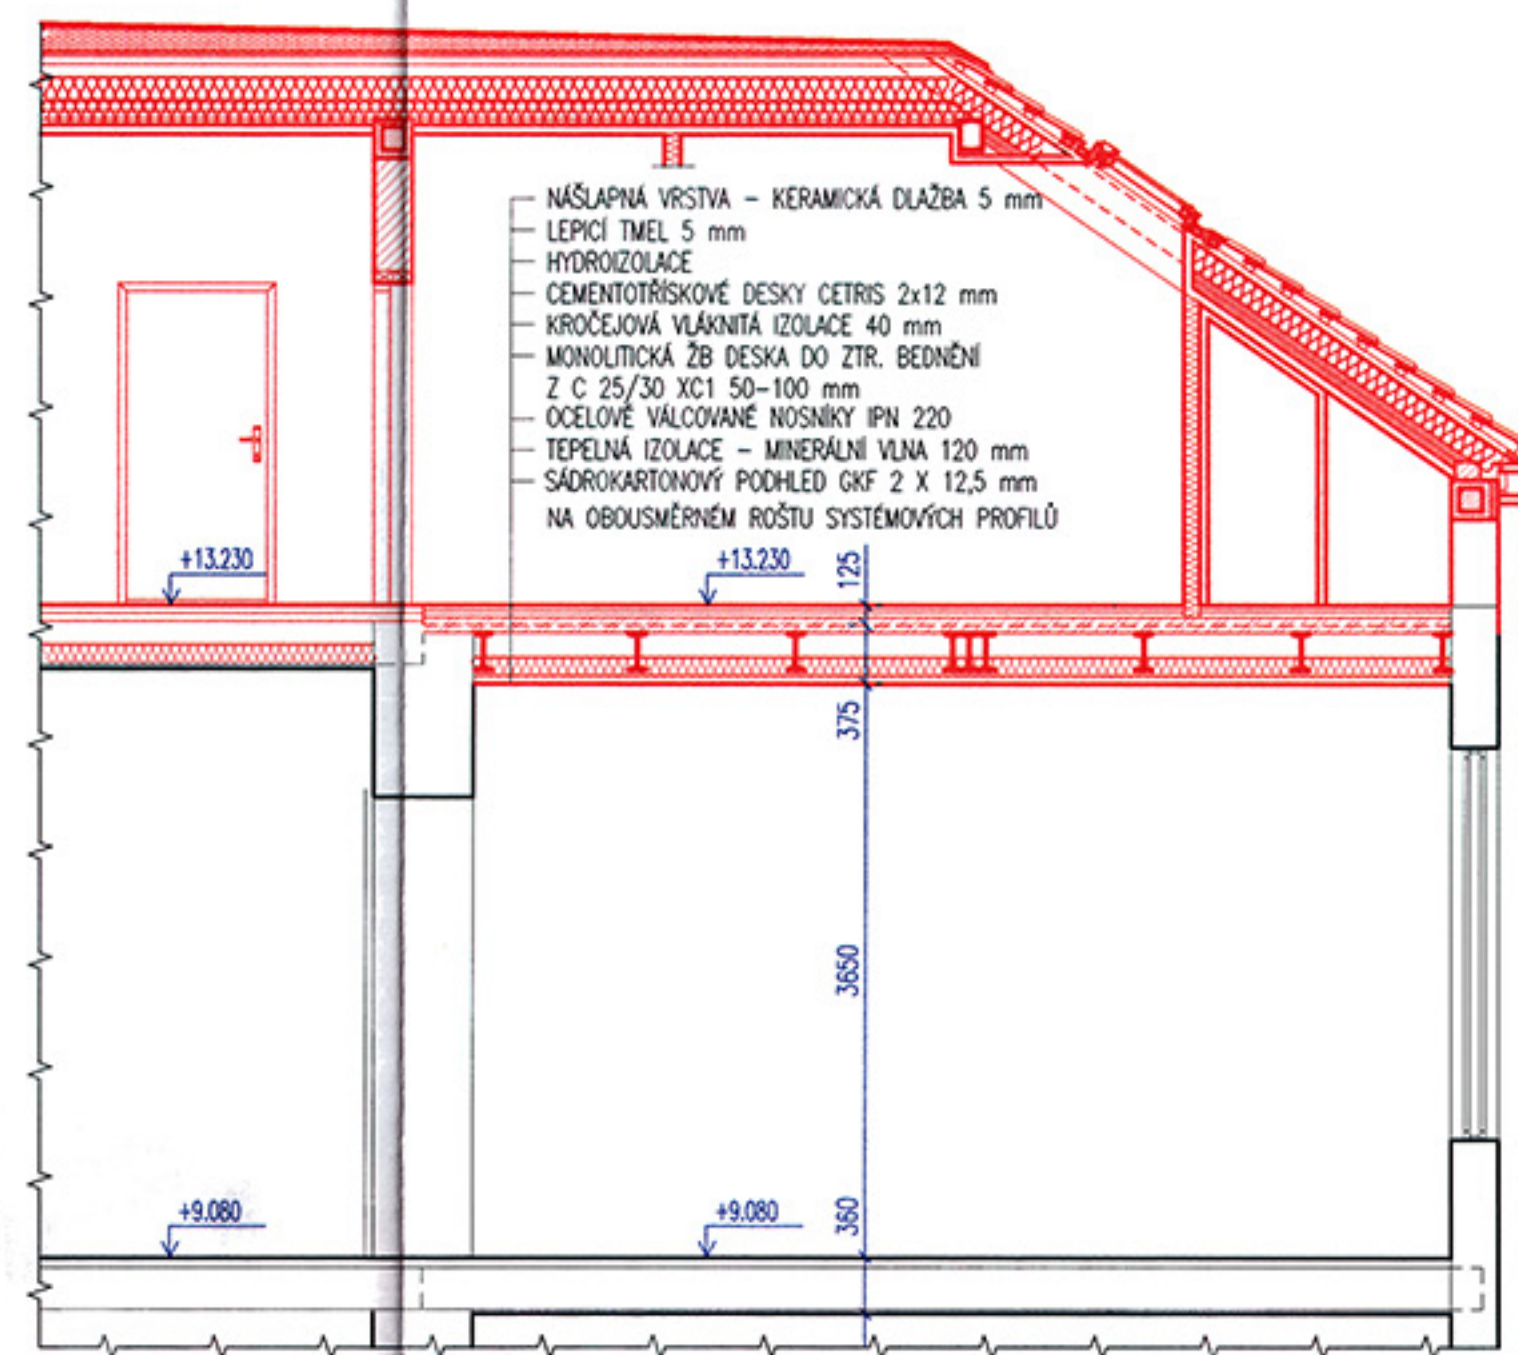 NÁŠLAPNÁ VRSTVA – KERAMICKÁ DLAŽBA 5 mm
LEPICÍ TMEL 5 mm
HYDROIZOLACE
CEMENTOTŘÍSKOVÉ DESKY CETRIS 2x12 mm
KROČEJOVÁ VLÁKNITÁ IZOLACE 40 mm
MONOLITICKÁ ŽB DESKA DO ZTR. BEDNĚNÍ
Z C 25/30 XC1 50-100 mm
OCELOVÉ VÁLCOVANÉ NOSNÍKY IPN 220
TEPELNÁ IZOLACE – MINERÁLNÍ VLNA 120 mm
SÁDROKARTONOVÝ PODHLED GKF 2 X 12,5 mm
NA OBOUSMĚRNÉM ROŠTU SYSTÉMOVÝCH PROFILŮ
+13.230
+13.230
125
375
3650
+9.080
+9.080
360